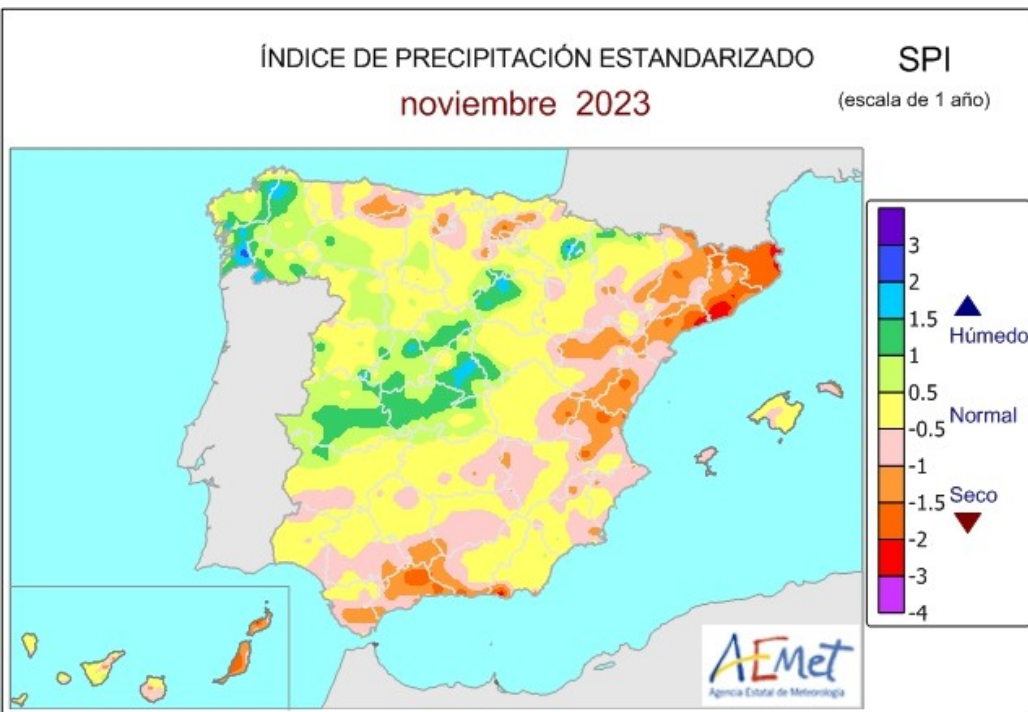 ÍNDICE DE PRECIPITACIÓN ESTANDARIZADO
SPI
noviembre 2023
(escala de 1 año)
3
2
1.5
1
0.5
-0.5
-1
-1.5
-2
-3
-4
Húmedo
Normal
Seco
AEMet
Agencia Estatal de Meteorología